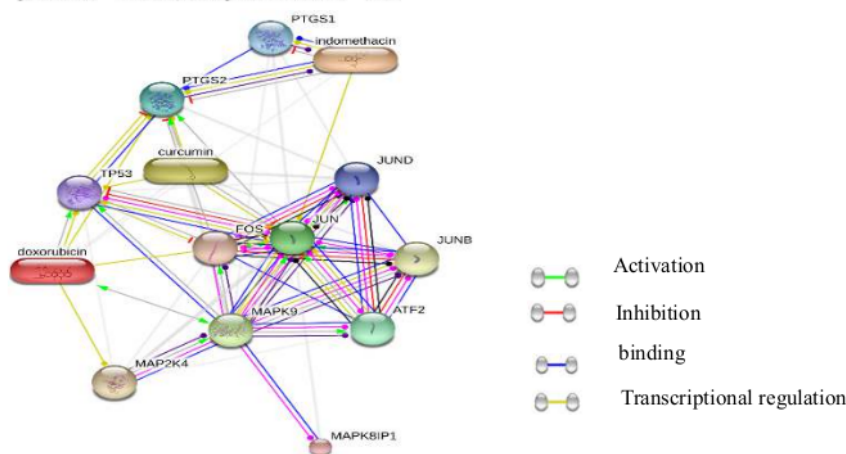 PTGS1
indomethacin
PTGS2
curcumin
TP53
JUND
FOS
JUN
JUNB
doxorubicin
MAPK9
ATF2
MAP2K4
MAPK8IP1
Activation
Inhibition
binding
Transcriptional regulation